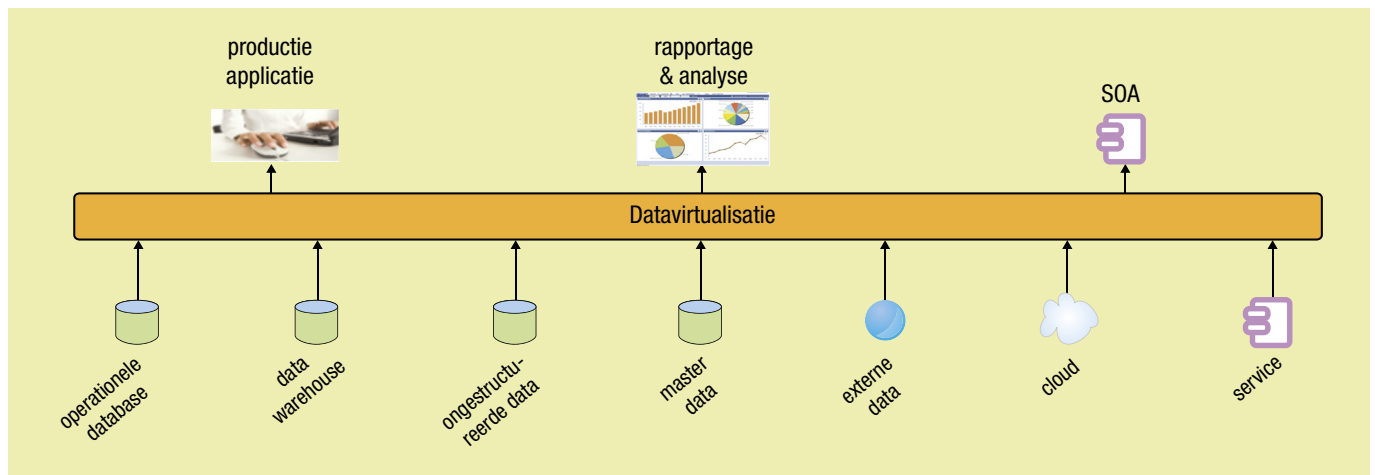 productie
applicatie
rapportage
& analyse
SOA
Datavirtualisatie
operationele
database
data
warehouse
ongestructu-
reerde data
master
data
externe
data
cloud
service